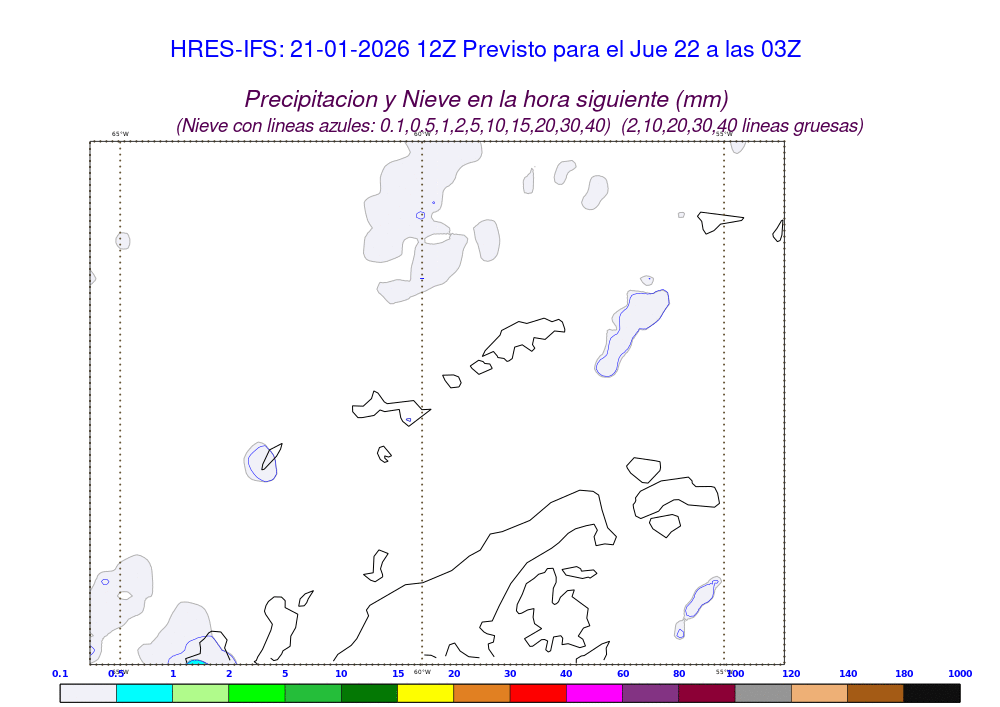 HRES-IFS: 21-01-2026 12Z Previsto para el Jue 22 a las 03Z
Precipitacion y Nieve en la hora siguiente (mm)
(Nieve con lineas azules: 0.1,0.5,1,2,5,10,15,20,30,40)  (2,10,20,30,40 lineas gruesas)
65°W 60°W 55°W
65°W 60°W 55°W
0.1 0.5 1 2 5 10 15 20 30 40 60 80 100 120 140 180 1000